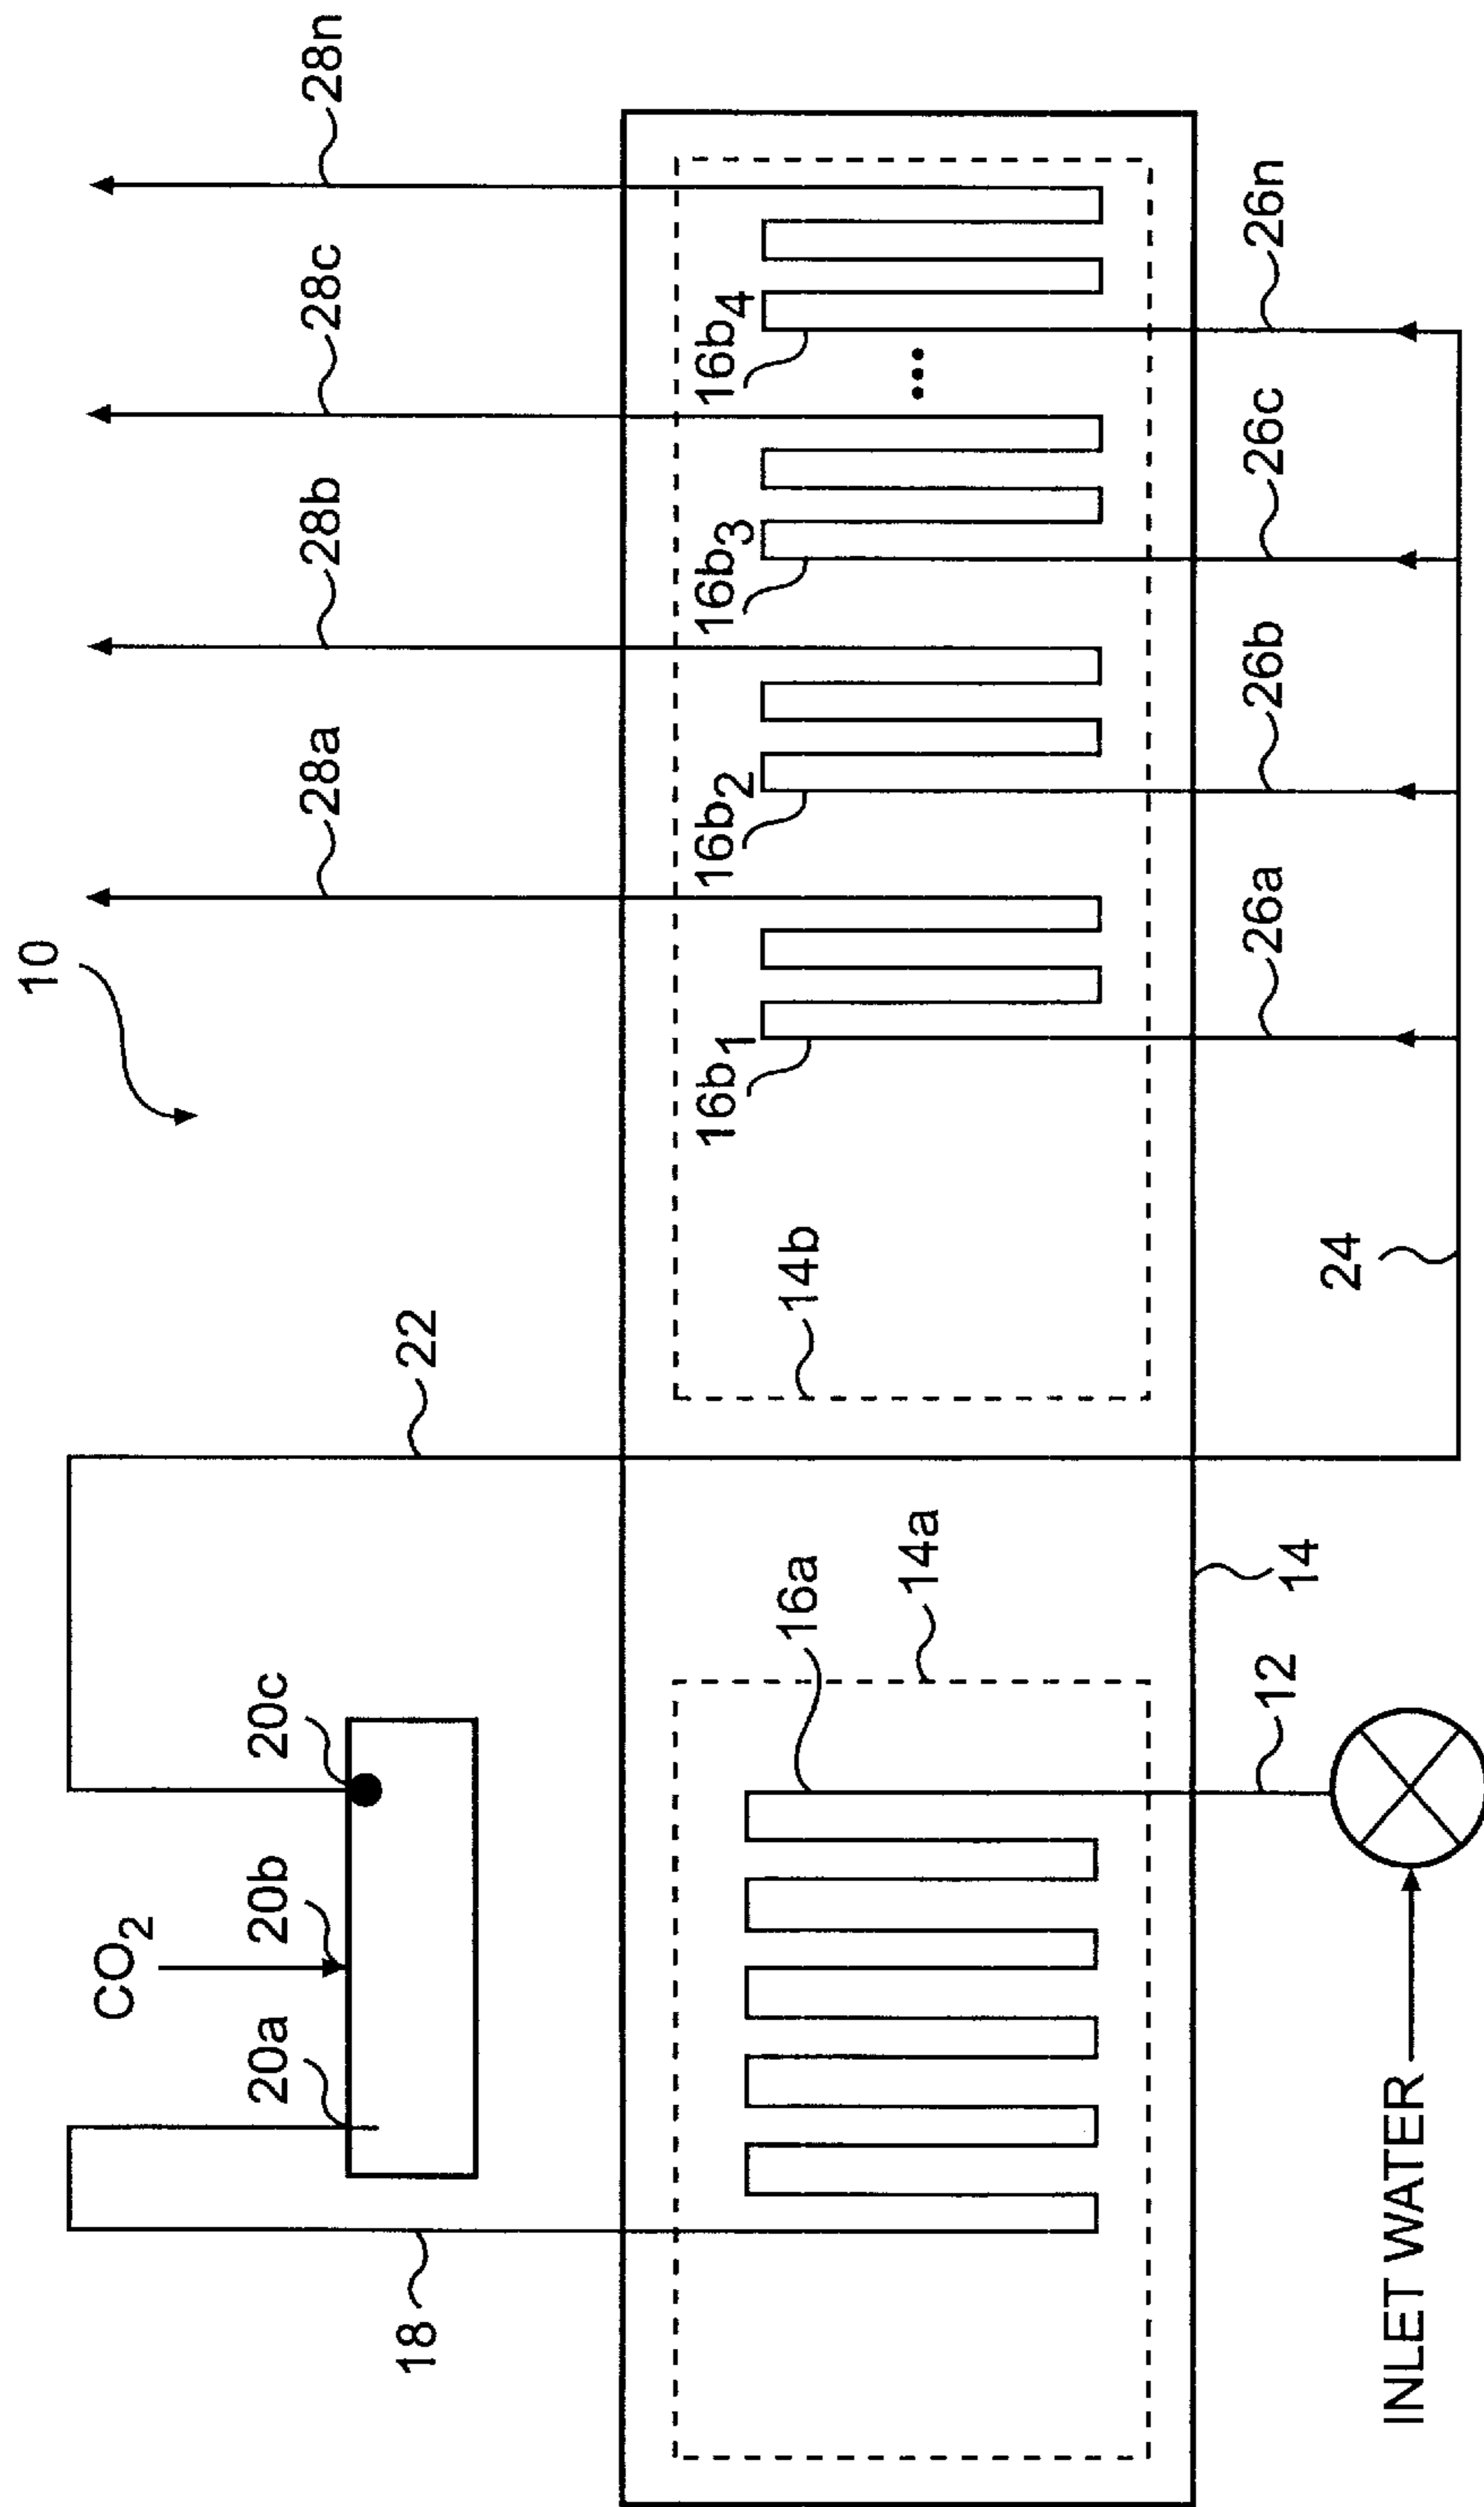 10
28a
28b
28c
28n
22
18
CO2
20a
20b
20c
16b1
16b2
16b3
16b4
...
14b
16a
14a
14
12
24
26a
26b
26c
26n
INLET WATER